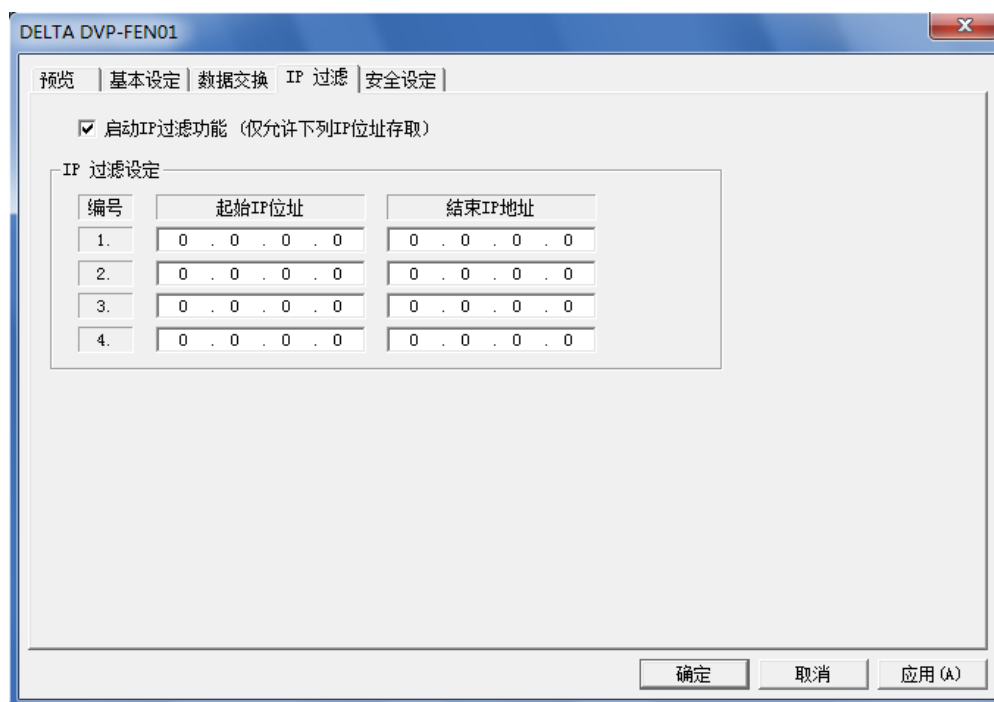 DELTA DVP-FEN01
预览 基本设定 数据交换 IP 过滤 安全设定
启动IP过滤功能（仅允许下列IP位址存取）
IP 过滤设定
编号 起始IP位址 结束IP地址
1. 0 . 0 . 0 . 0 0 . 0 . 0 . 0
2. 0 . 0 . 0 . 0 0 . 0 . 0 . 0
3. 0 . 0 . 0 . 0 0 . 0 . 0 . 0
4. 0 . 0 . 0 . 0 0 . 0 . 0 . 0
确定 取消 应用(A)